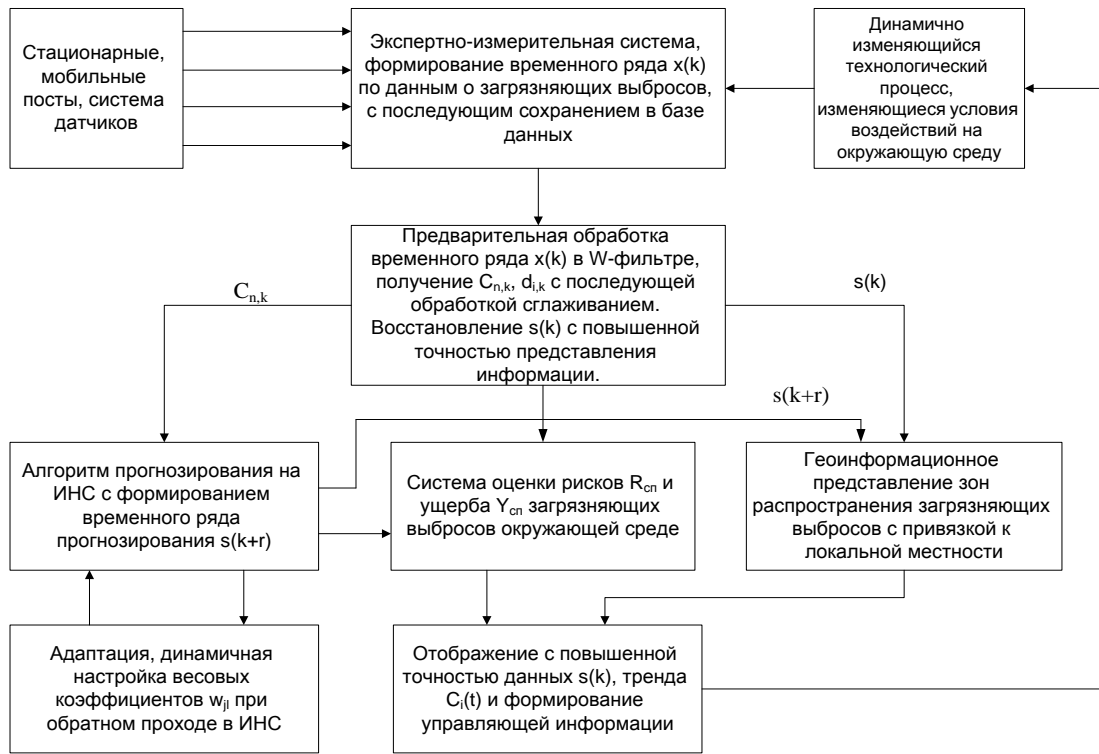 Стационарные,
мобильные
посты, система
датчиков
Экспертно-измерительная система,
формирование временного ряда x(k)
по данным о загрязняющих выбросов,
с последующим сохранением в базе
данных
Динамично
изменяющийся
технологический
процесс,
изменяющиеся условия
воздействий на
окружающую среду
Предварительная обработка
временного ряда x(k) в W-фильтре,
получение Cn,k, di,k с последующей
обработкой сглаживанием.
Восстановление s(k) с повышенной
точностью представления
информации.
Cn,k
s(k)
s(k+r)
Алгоритм прогнозирования на
ИНС с формированием
временного ряда
прогнозирования s(k+r)
Система оценки рисков Rсп и
ущерба Yсп загрязняющих
выбросов окружающей среде
Геоинформационное
представление зон
распространения загрязняющих
выбросов с привязкой к
локальной местности
Адаптация, динамичная
настройка весовых
коэффициентов wjl при
обратном проходе в ИНС
Отображение с повышенной
точностью данных s(k), тренда
Ci(t) и формирование
управляющей информации